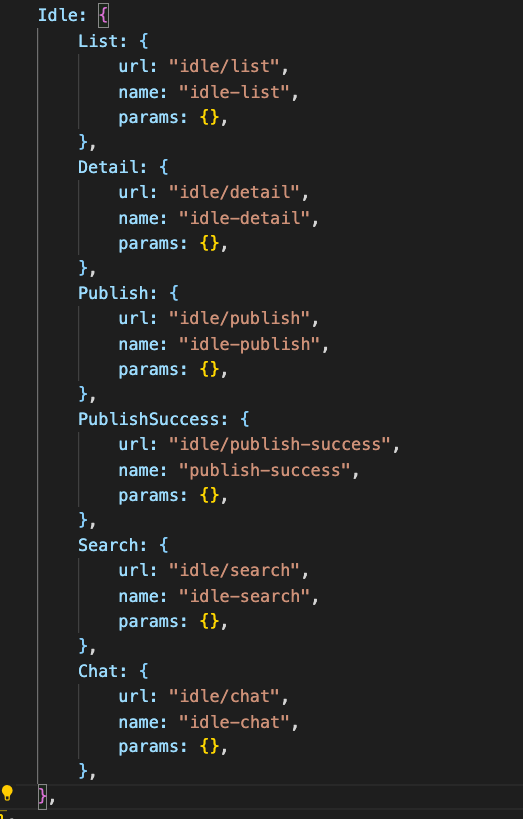 Idle: {
List: {
url: "idle/list",
name: "idle-list",
params: {},
},
Detail: {
url: "idle/detail",
name: "idle-detail",
params: {},
},
Publish: {
url: "idle/publish",
name: "idle-publish",
params: {},
},
PublishSuccess: {
url: "idle/publish-success",
name: "publish-success",
params: {},
},
Search: {
url: "idle/search",
name: "idle-search",
params: {},
},
Chat: {
url: "idle/chat",
name: "idle-chat",
params: {},
},
},